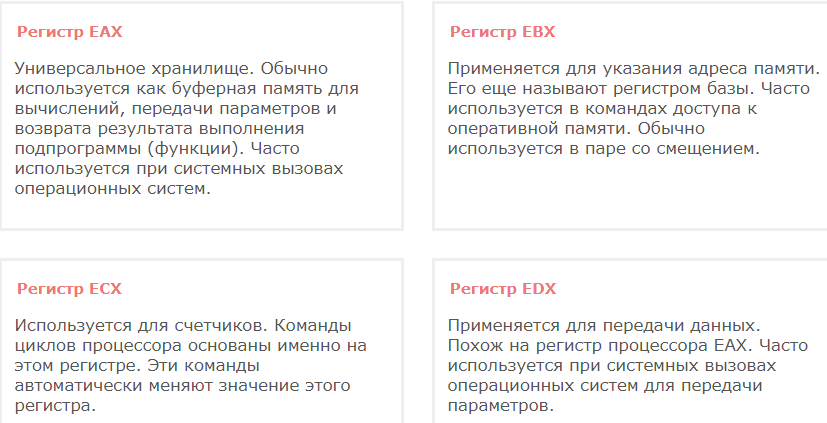 Регистр EAX
Универсальное хранилище. Обычно
используется как буферная память для
вычислений, передачи параметров и
возврата результата выполнения
подпрограммы (функции). Часто
используется при системных вызовах
операционных систем.
Регистр EBX
Применяется для указания адреса памяти.
Его еще называют регистром базы. Часто
используется в командах доступа к
оперативной памяти. Обычно
используется в паре со смещением.
Регистр ECX
Используется для счетчиков. Команды
циклов процессора основаны именно на
этом регистре. Эти команды
автоматически меняют значение этого
регистра.
Регистр EDX
Применяется для передачи данных.
Похож на регистр процессора EAX. Часто
используется при системных вызовах
операционных систем для передачи
параметров.